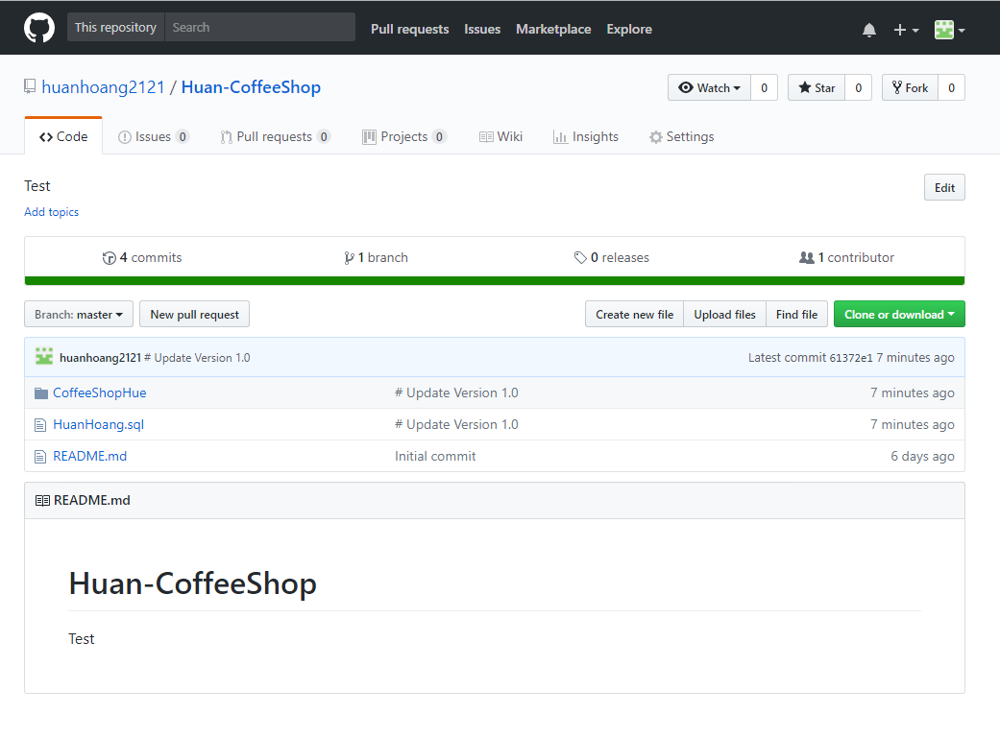 This repository Search Pull requests Issues Marketplace Explore
huanhoang2121 / Huan-CoffeeShop Watch 0 Star 0 Fork 0
Code Issues 0 Pull requests 0 Projects 0 Wiki Insights Settings
Test Edit
Add topics
4 commits 1 branch 0 releases 1 contributor
Branch: master New pull request Create new file Upload files Find file Clone or download
huanhoang2121 # Update Version 1.0 Latest commit 61372e1 7 minutes ago
CoffeeShopHue # Update Version 1.0 7 minutes ago
HuanHoang.sql # Update Version 1.0 7 minutes ago
README.md Initial commit 6 days ago
README.md
Huan-CoffeeShop
Test